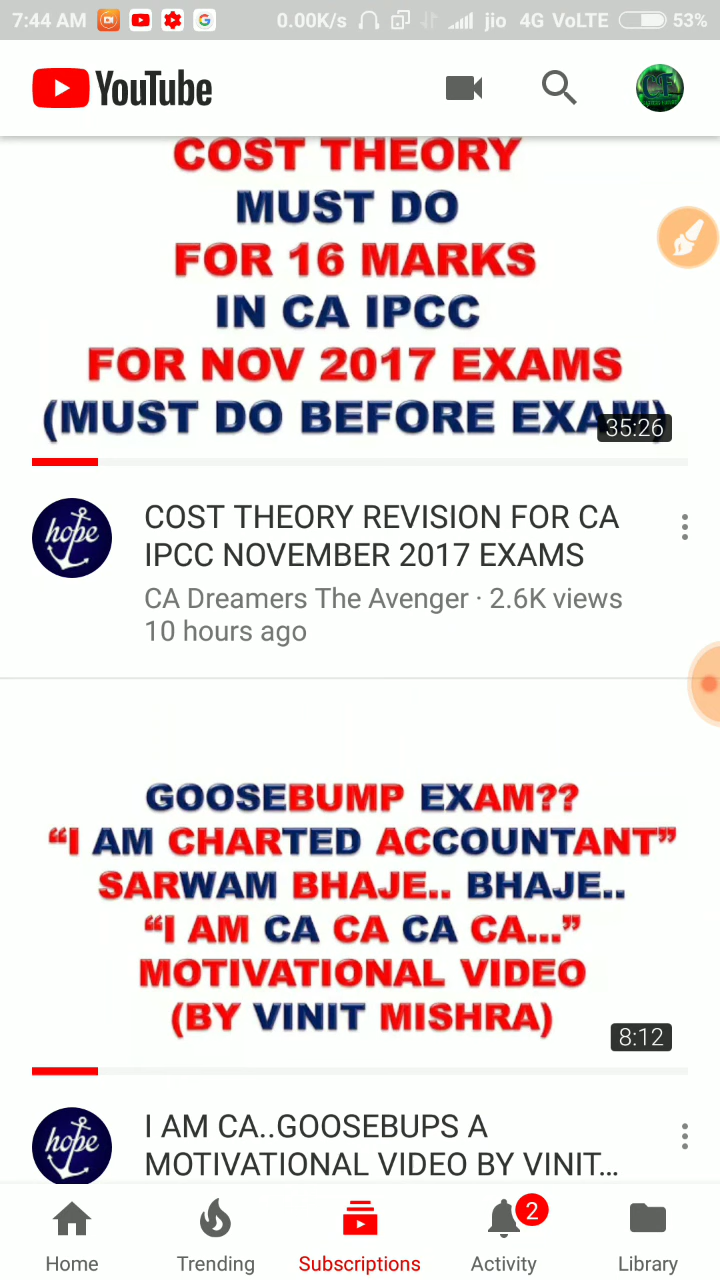 7:44 AM 0.00K/s jio 4G VoLTE 53%
YouTube
COST THEORY
MUST DO
FOR 16 MARKS
IN CA IPCC
FOR NOV 2017 EXAMS
(MUST DO BEFORE EXAM)
35:26
hope
COST THEORY REVISION FOR CA
IPCC NOVEMBER 2017 EXAMS
CA Dreamers The Avenger · 2.6K views
10 hours ago
GOOSEBUMP EXAM??
“I AM CHARTED ACCOUNTANT”
SARWAM BHAJE.. BHAJE..
“I AM CA CA CA CA...”
MOTIVATIONAL VIDEO
(BY VINIT MISHRA)
8:12
hope
I AM CA..GOOSEBUPS A
MOTIVATIONAL VIDEO BY VINIT...
2
Home Trending Subscriptions Activity Library